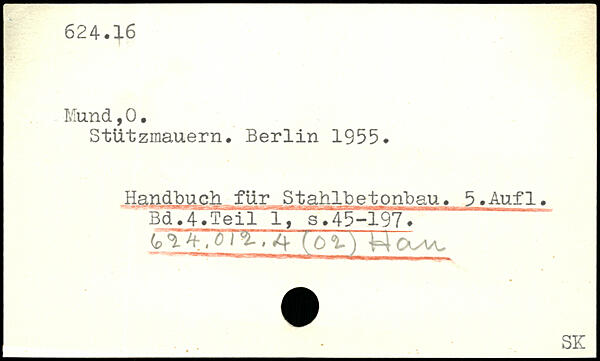 624.16
Mund,O.
Stützmauern. Berlin 1955.
Handbuch für Stahlbetonbau. 5.Aufl.
Bd.4.Teil 1, s.45-197.
624.012.4 (02) Han
SK